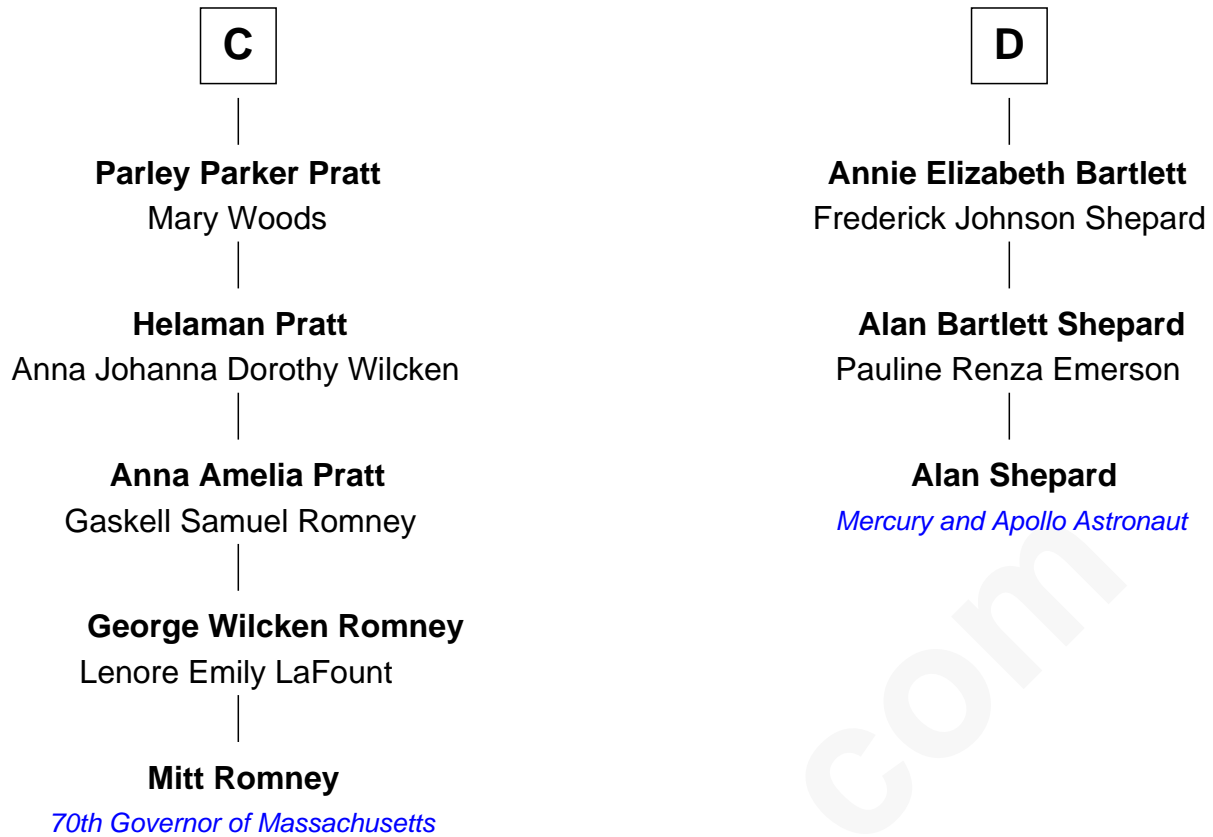 C
Parley Parker Pratt
Mary Woods
Helaman Pratt
Anna Johanna Dorothy Wilcken
Anna Amelia Pratt
Gaskell Samuel Romney
George Wilcken Romney
Lenore Emily LaFount
Mitt Romney
70th Governor of Massachusetts
D
Annie Elizabeth Bartlett
Frederick Johnson Shepard
Alan Bartlett Shepard
Pauline Renza Emerson
Alan Shepard
Mercury and Apollo Astronaut
com